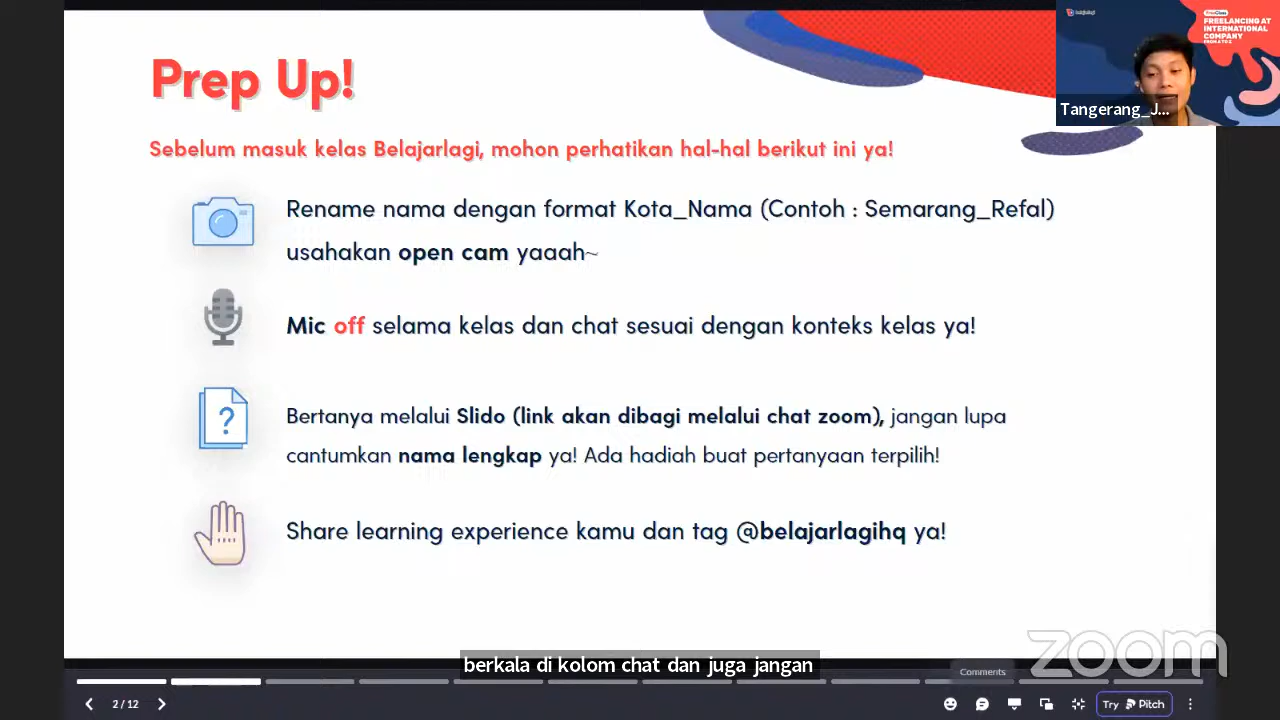 Prep Up!
Sebelum masuk kelas Belajarlagi, mohon perhatikan hal-hal berikut ini ya!
Rename nama dengan format Kota_Nama (Contoh : Semarang_Refal)
usahakan open cam yaaah~
Mic off selama kelas dan chat sesuai dengan konteks kelas ya!
Bertanya melalui Slido (link akan dibagi melalui chat zoom), jangan lupa
cantumkan nama lengkap ya! Ada hadiah buat pertanyaan terpilih!
?
Share learning experience kamu dan tag @belajarlagihq ya!
FREELANCING AT
INTERNATIONAL
COMPANY
Tangerang_J...
berkala di kolom chat dan juga jangan
zoom
Comments
2 / 12
Try Pitch